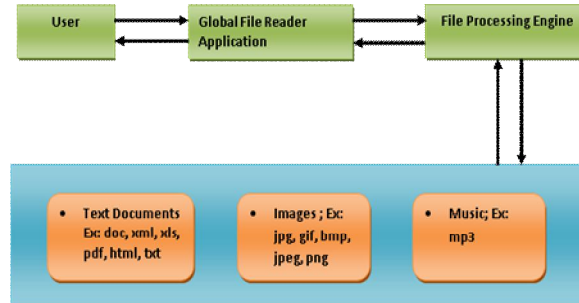 User
Global File Reader
Application
File Processing Engine
• Text Documents
Ex: doc, xml, xls,
pdf, html, txt
• Images ; Ex:
jpg, gif, bmp,
jpeg, png
• Music; Ex:
mp3